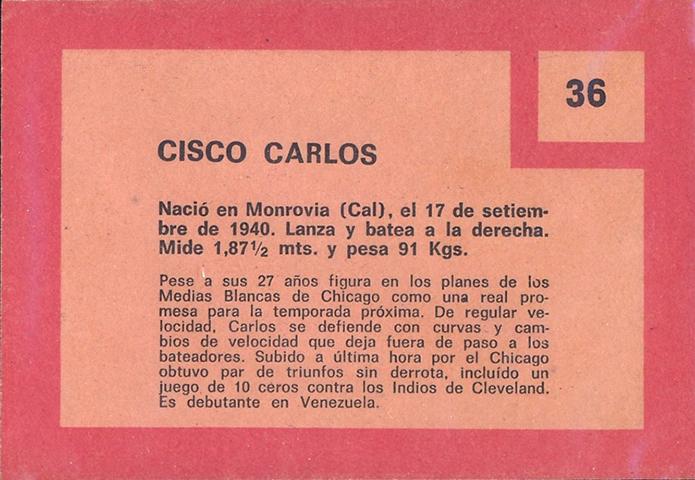 36
CISCO CARLOS
Nació en Monrovia (Cal), el 17 de setiem-
bre de 1940. Lanza y batea a la derecha.
Mide 1,87½ mts. y pesa 91 Kgs.
Pese a sus 27 años figura en los planes de los
Medias Blancas de Chicago como una real pro-
mesa para la temporada próxima. De regular ve-
locidad, Carlos se defiende con curvas y cam-
bios de velocidad que deja fuera de paso a los
bateadores. Subido a última hora por el Chicago
obtuvo par de triunfos sin derrota, incluído un
juego de 10 ceros contra los Indios de Cleveland.
Es debutante en Venezuela.